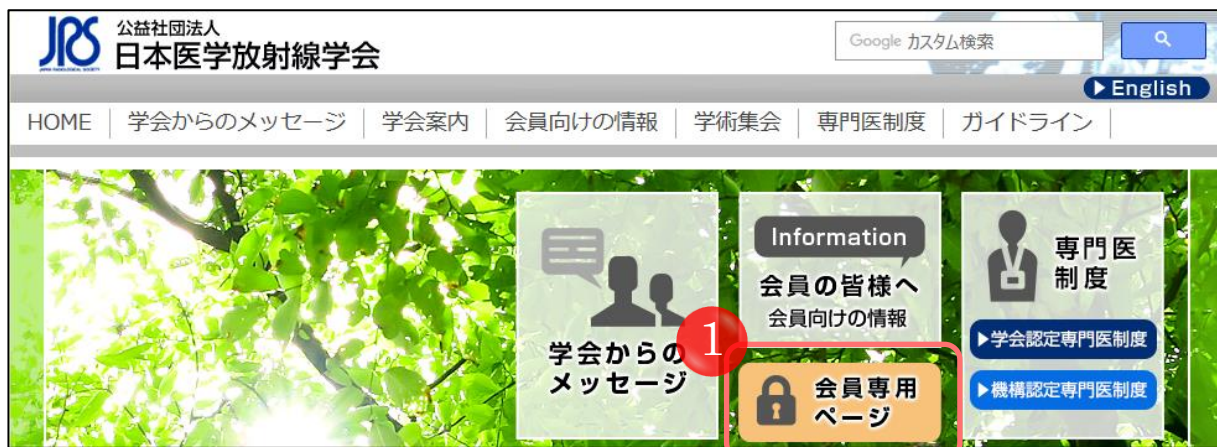 JRS
JAPAN RADIOLOGICAL SOCIETY
公益社団法人
日本医学放射線学会
Google カスタム検索
▶English
HOME
学会からのメッセージ
学会案内
会員向けの情報
学術集会
専門医制度
ガイドライン
学会からの
メッセージ
Information
会員の皆様へ
会員向けの情報
1
会員専用
ページ
専門医
制度
▶学会認定専門医制度
▶機構認定専門医制度